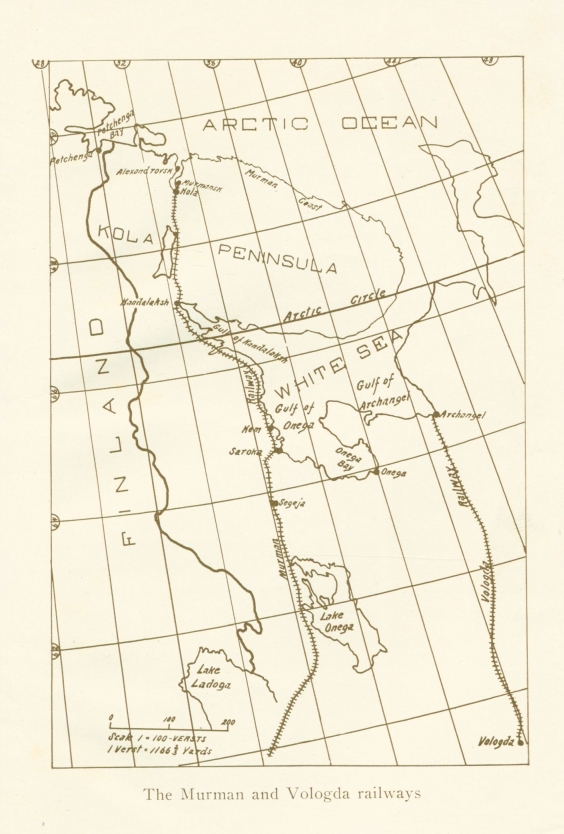 28
32
36
40
44
48
ARCTIC OCEAN
Petchenga
BAY
Petchenga
Alexandrovsk
Murmansk
Kola
Murman
Coast
KOLA
PENINSULA
Kandalaksh
Arctic Circle
Gulf of Kandalaksh
WHITE SEA
Railway
Gulf of
Archangel
Gulf of
Onega
Archangel
Kem
Soroka
Onega
BAY
Onega
FINLAND
Segeja
Railway
Murman
Vologda
Lake
Onega
Lake
Ladoga
0 100 200
Scale 1 = 100-VERSTS
1 Verst = 1166⅔ Yards
Vologda
The Murman and Vologda railways